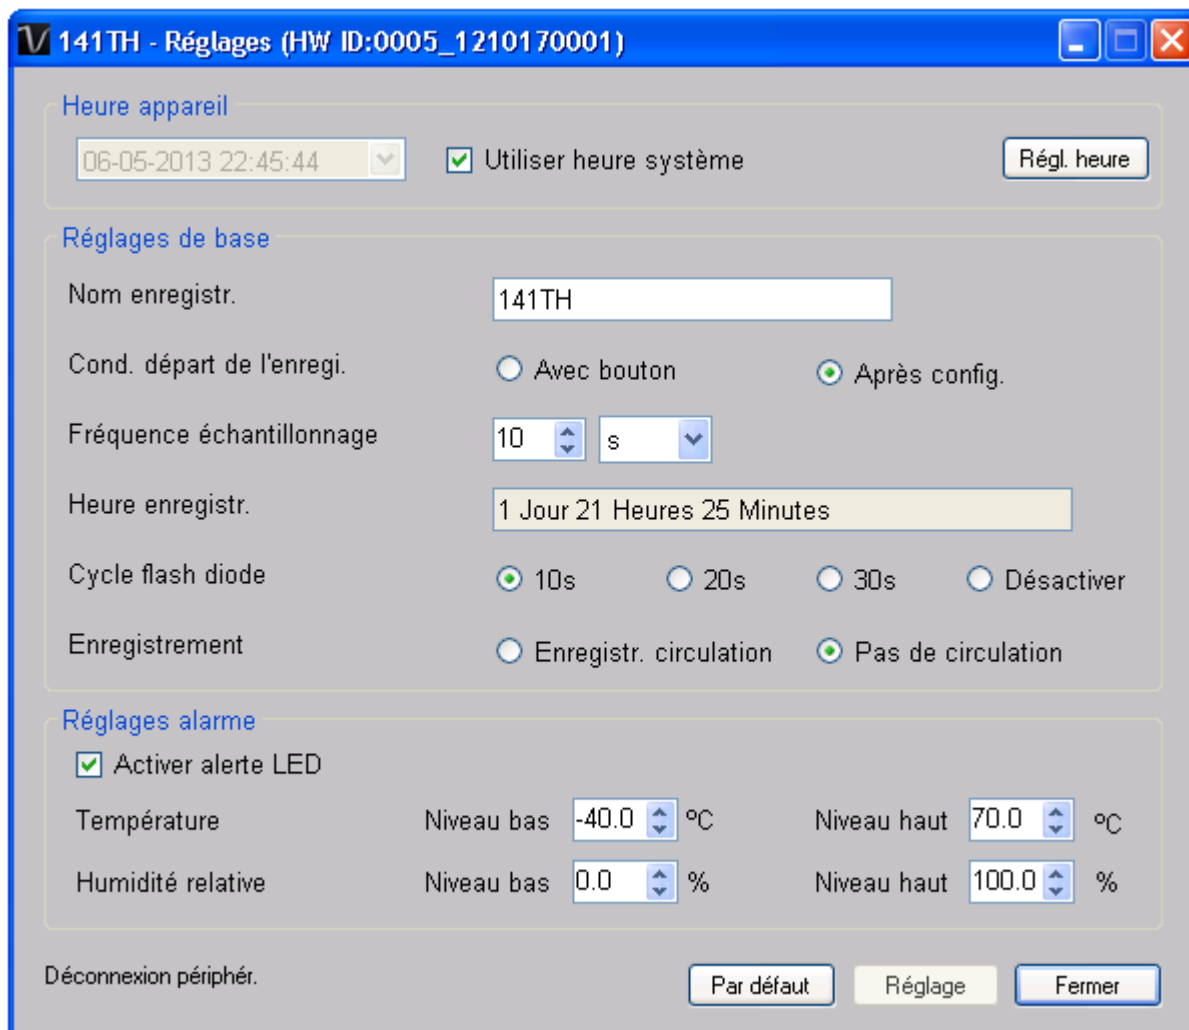 141TH - Réglages (HW ID:0005_1210170001)
Heure appareil
06-05-2013 22:45:44 Utiliser heure système Régl. heure
Réglages de base
Nom enregistr. 141TH
Cond. départ de l'enregi. Avec bouton Après config.
Fréquence échantillonnage 10 s
Heure enregistr. 1 Jour 21 Heures 25 Minutes
Cycle flash diode 10s 20s 30s Désactiver
Enregistrement Enregistr. circulation Pas de circulation
Réglages alarme
Activer alerte LED
Température Niveau bas -40.0 ºC Niveau haut 70.0 ºC
Humidité relative Niveau bas 0.0 % Niveau haut 100.0 %
Déconnexion périphér. Par défaut Réglage Fermer